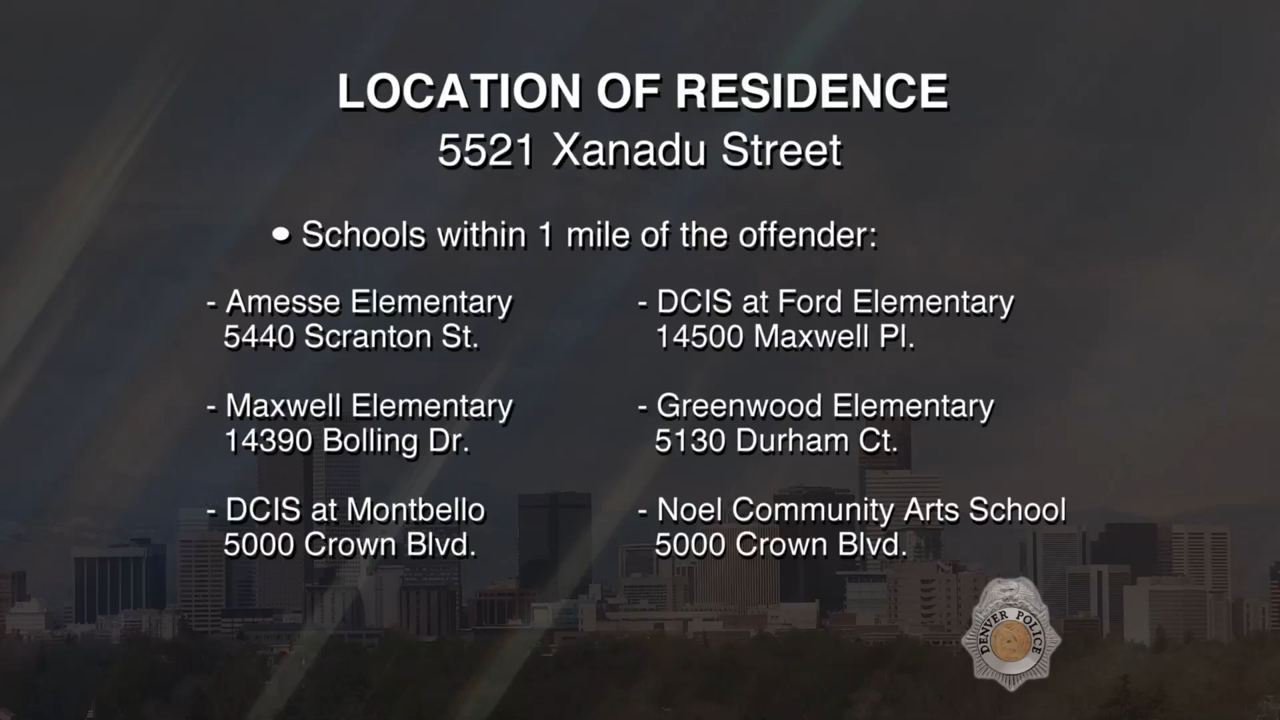 LOCATION OF RESIDENCE
5521 Xanadu Street
• Schools within 1 mile of the offender:
- Amesse Elementary
5440 Scranton St.
- Maxwell Elementary
14390 Bolling Dr.
- DCIS at Montbello
5000 Crown Blvd.
- DCIS at Ford Elementary
14500 Maxwell Pl.
- Greenwood Elementary
5130 Durham Ct.
- Noel Community Arts School
5000 Crown Blvd.
DENVER POLICE